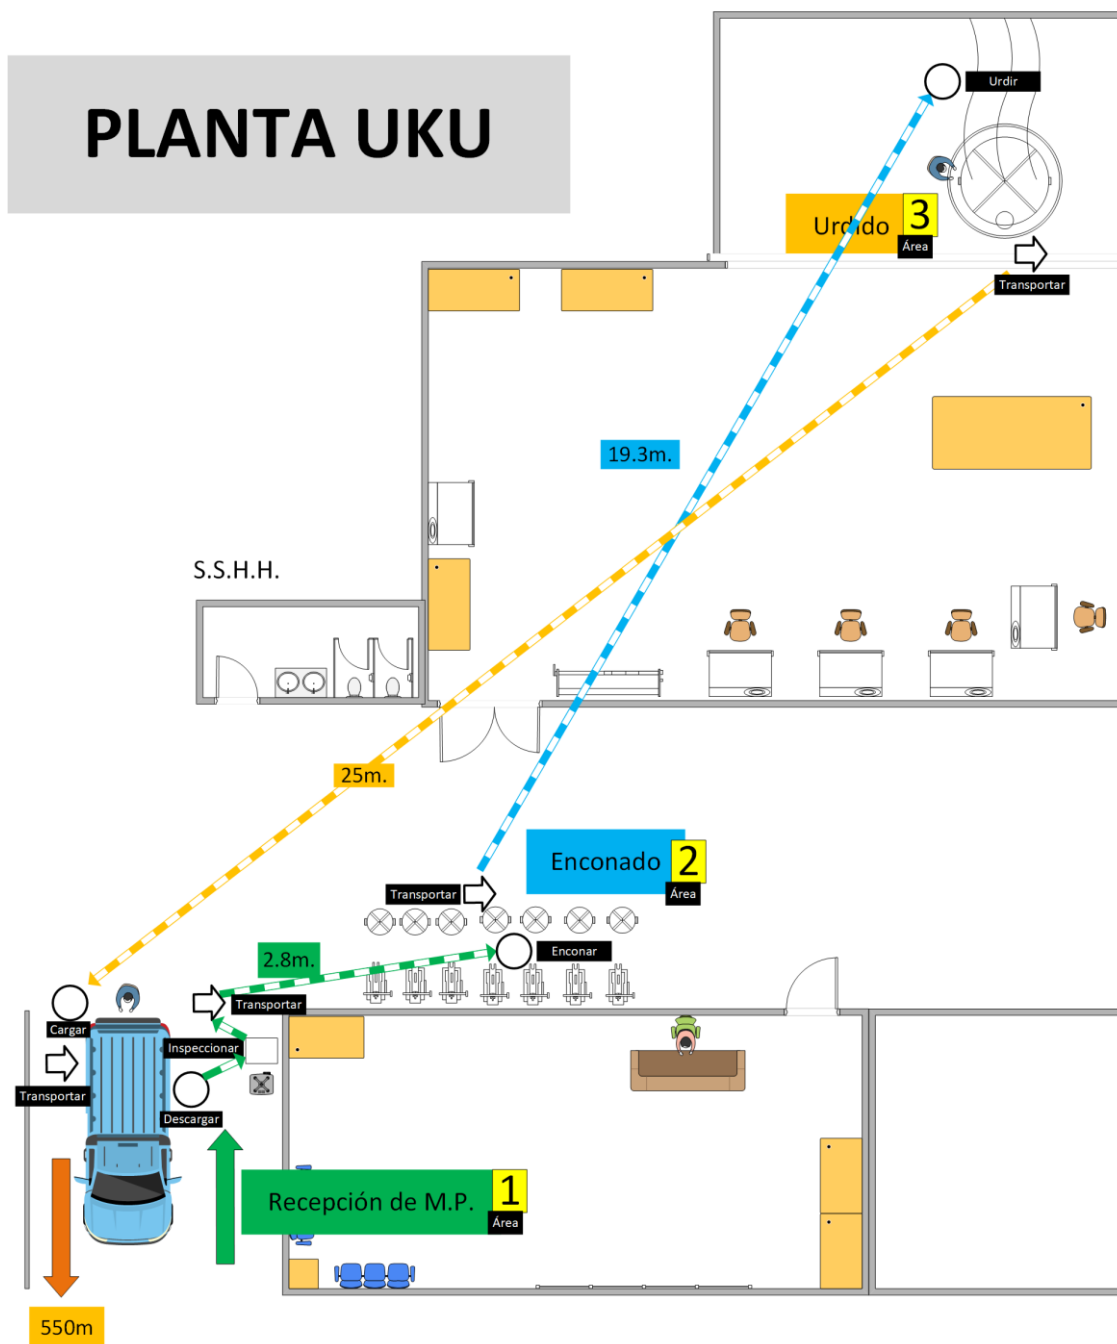 PLANTA UKU
Urdir
Urdido
3
Área
Transportar
19.3m.
S.S.H.H.
25m.
Enconado
2
Área
Transportar
Enconar
2.8m.
Transportar
Cargar
Inspeccionar
Transportar
Descargar
Recepción de M.P.
1
Área
550m